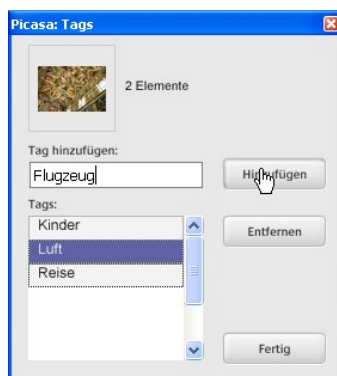 Picasa: Tags
2 Elemente
Tag hinzufügen:
Flugzeug
Hinzufügen
Tags:
Kinder
Luft
Reise
Entfernen
Fertig